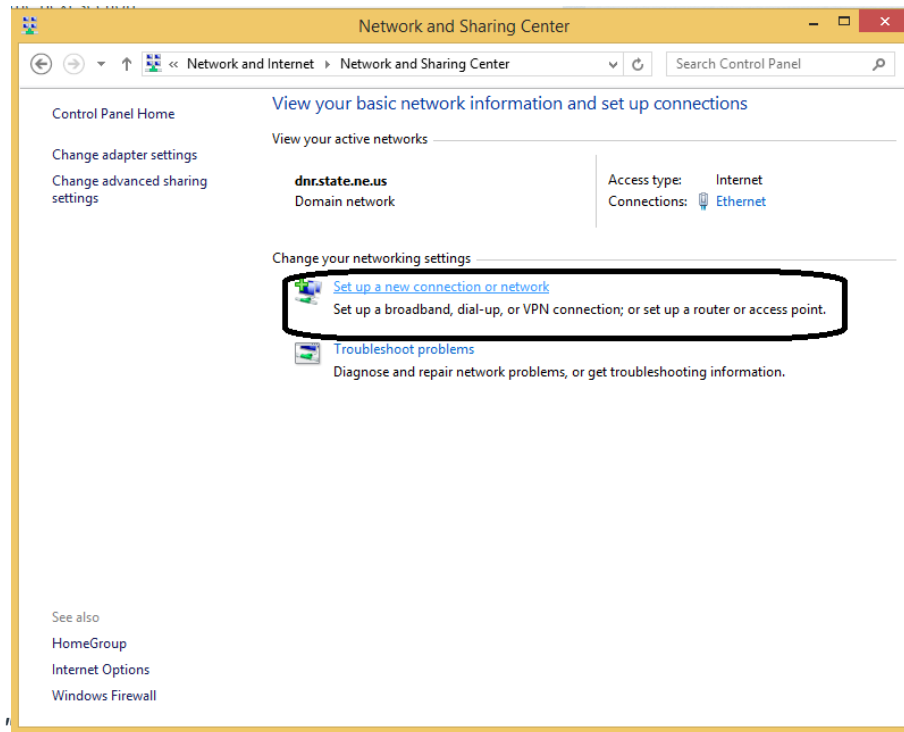 Network and Sharing Center
« Network and Internet ▸ Network and Sharing Center
Search Control Panel
Control Panel Home
Change adapter settings
Change advanced sharing
settings
View your basic network information and set up connections
View your active networks
dnr.state.ne.us
Domain network
Access type: Internet
Connections: Ethernet
Change your networking settings
Set up a new connection or network
Set up a broadband, dial-up, or VPN connection; or set up a router or access point.
Troubleshoot problems
Diagnose and repair network problems, or get troubleshooting information.
See also
HomeGroup
Internet Options
Windows Firewall